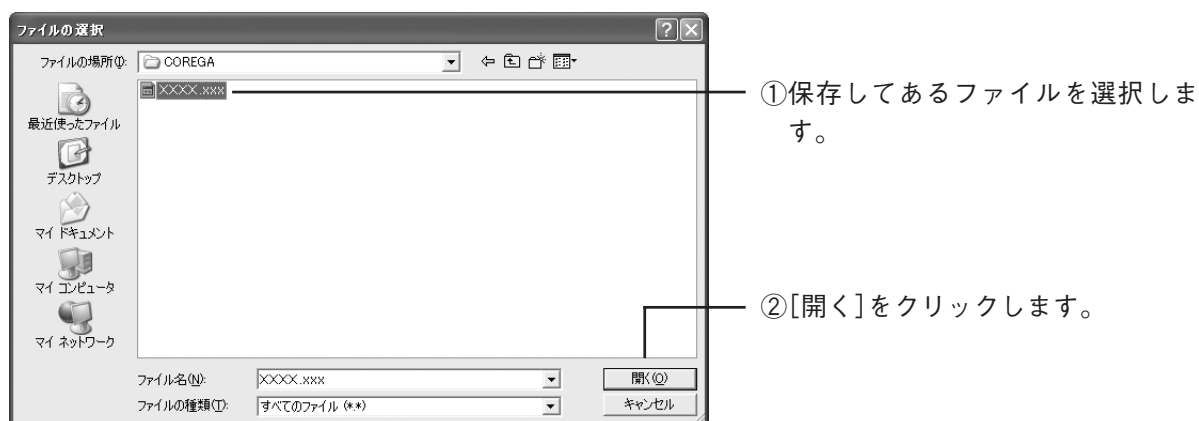 ファイルの選択
ファイルの場所(I):
COREGA
XXXX.xxx
最近使ったファイル
デスクトップ
マイ ドキュメント
マイ コンピュータ
マイ ネットワーク
ファイル名(N):
XXXX.xxx
開く(O)
ファイルの種類(T):
すべてのファイル (*.*)
キャンセル
①保存してあるファイルを選択しま
す。
②[開く]をクリックします。